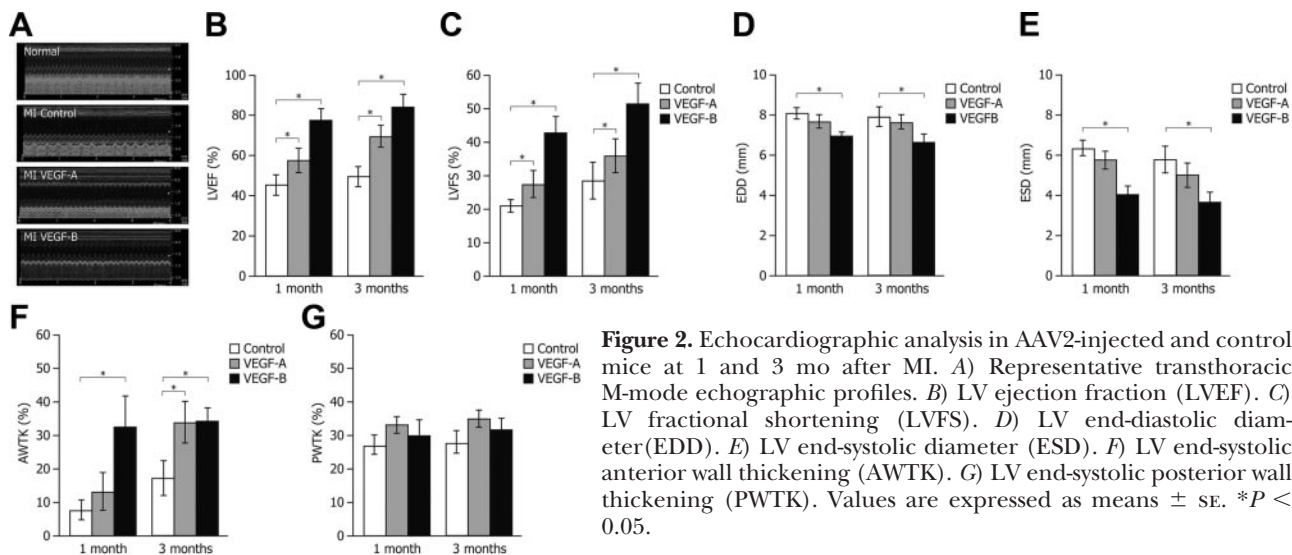 A
Normal
MI Control
MI VEGF-A
MI VEGF-B
B
100
80
60
40
20
0
LVEF (%)
Control
VEGF-A
VEGF-B
*
*
*
*
1 month
3 months
C
60
50
40
30
20
10
0
LVFS (%)
Control
VEGF-A
VEGF-B
*
*
*
*
1 month
3 months
D
10
8
6
4
2
0
EDD (mm)
Control
VEGF-A
VEGFB
*
*
1 month
3 months
E
8
6
4
2
0
ESD (mm)
Control
VEGF-A
VEGF-B
*
*
1 month
3 months
F
60
50
40
30
20
10
0
AWTK (%)
Control
VEGF-A
VEGF-B
*
*
*
1 month
3 months
G
60
50
40
30
20
10
0
PWTK (%)
Control
VEGF-A
VEGF-B
1 month
3 months
Figure 2. Echocardiographic analysis in AAV2-injected and control
mice at 1 and 3 mo after MI. A) Representative transthoracic
M-mode echographic profiles. B) LV ejection fraction (LVEF). C)
LV fractional shortening (LVFS). D) LV end-diastolic diam-
eter(EDD). E) LV end-systolic diameter (ESD). F) LV end-systolic
anterior wall thickening (AWTK). G) LV end-systolic posterior wall
thickening (PWTK). Values are expressed as means ± SE. *P <
0.05.